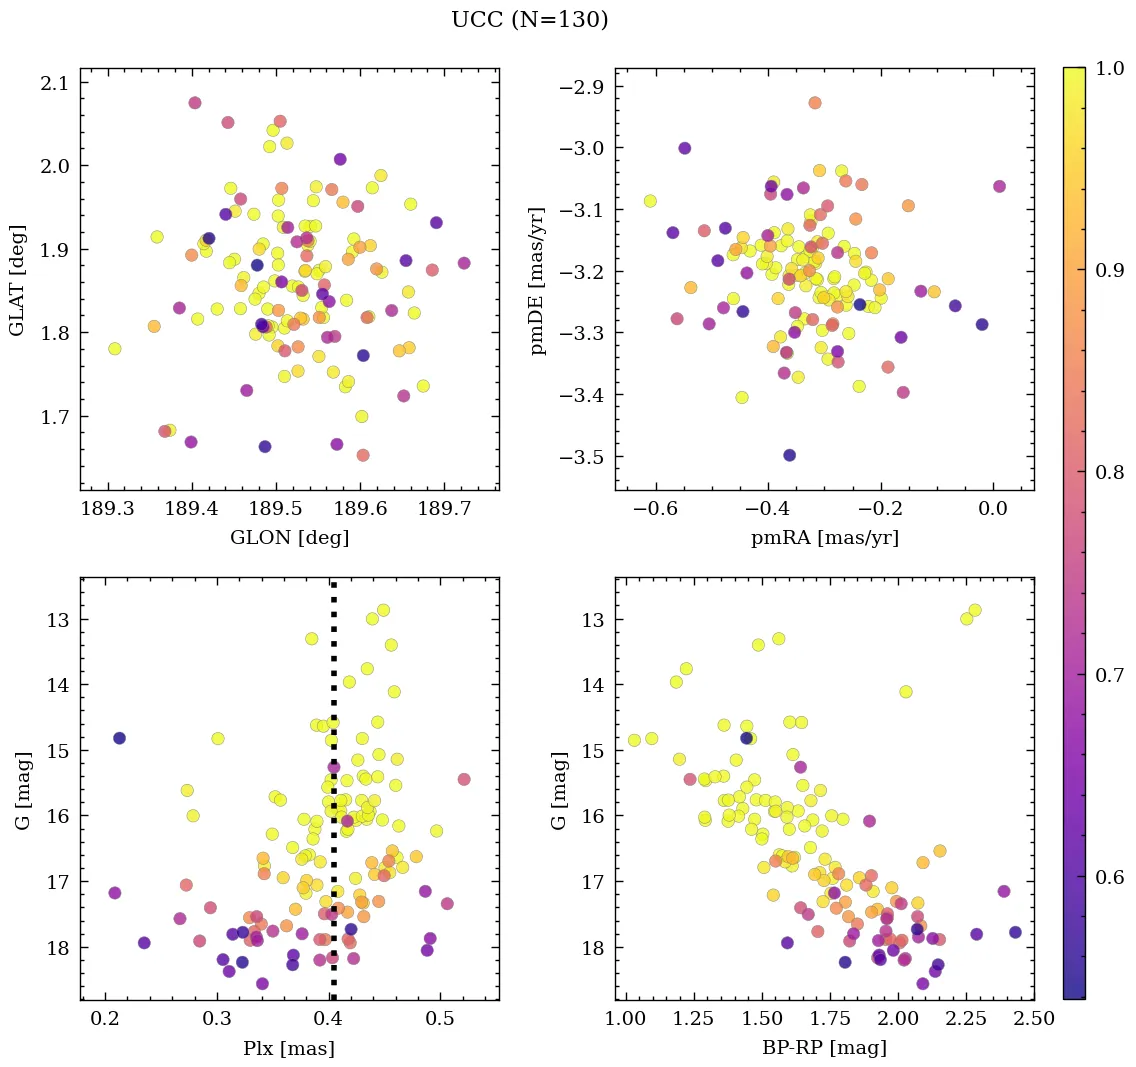 UCC (N=130)
2.1
2.0
1.9
1.8
1.7
GLAT [deg]
189.3 189.4 189.5 189.6 189.7
GLON [deg]
−2.9
−3.0
−3.1
−3.2
−3.3
−3.4
−3.5
pmDE [mas/yr]
−0.6 −0.4 −0.2 0.0
pmRA [mas/yr]
13
14
15
16
17
18
G [mag]
0.2 0.3 0.4 0.5
Plx [mas]
13
14
15
16
17
18
G [mag]
1.00 1.25 1.50 1.75 2.00 2.25 2.50
BP-RP [mag]
1.0
0.9
0.8
0.7
0.6